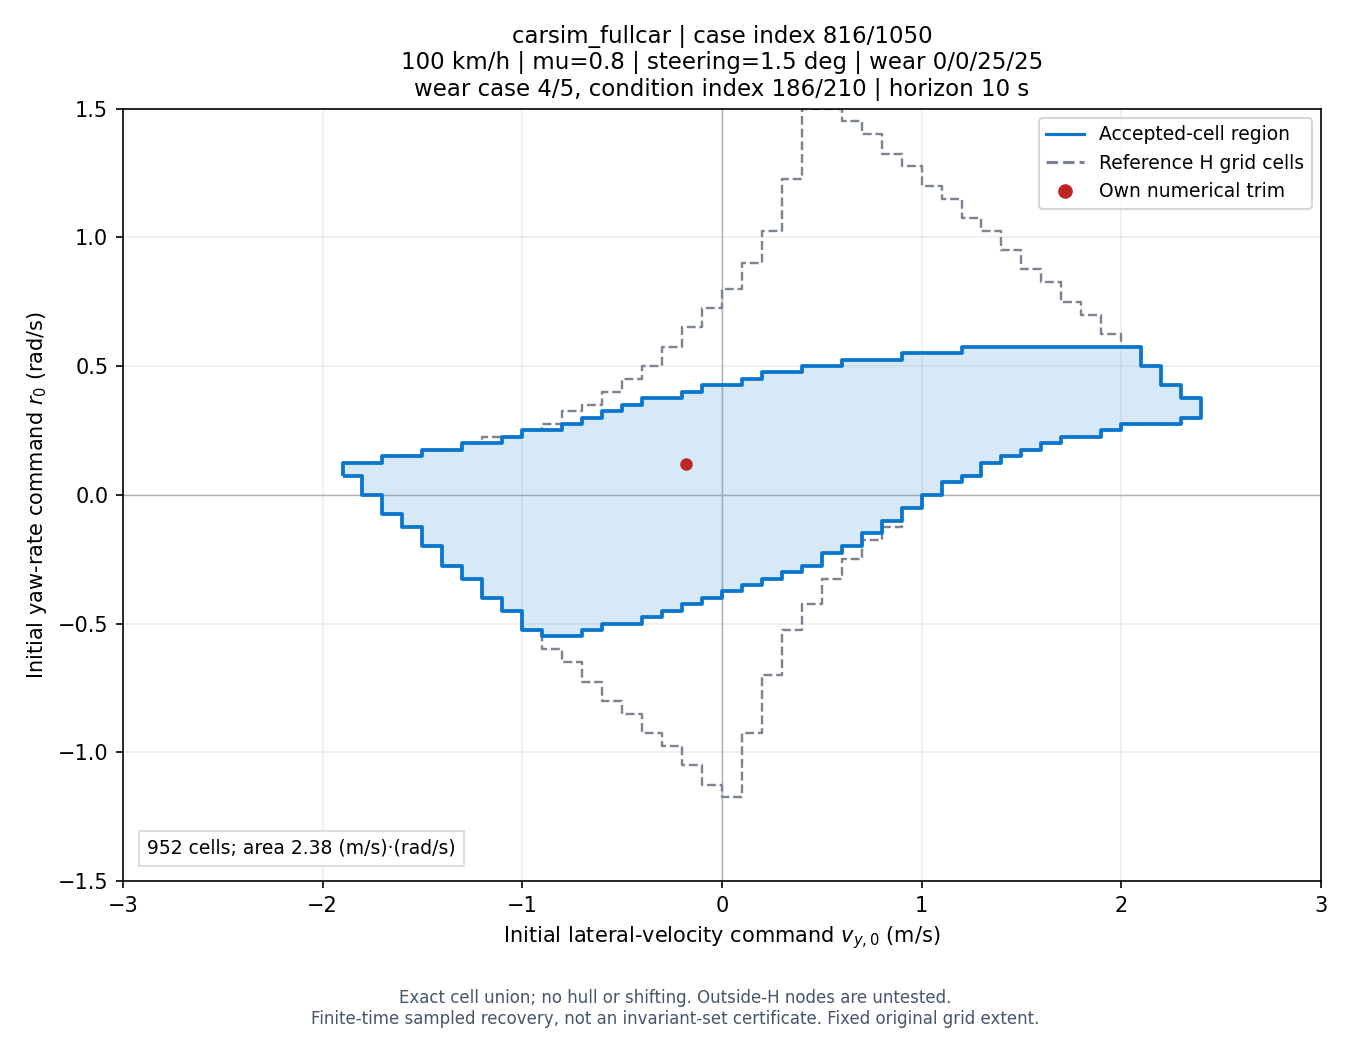 carsim_fullcar | case index 816/1050
100 km/h | mu=0.8 | steering=1.5 deg | wear 0/0/25/25
wear case 4/5, condition index 186/210 | horizon 10 s
Accepted-cell region
Reference H grid cells
Own numerical trim
1.5
1.0
0.5
0.0
−0.5
−1.0
−1.5
Initial yaw-rate command r0 (rad/s)
952 cells; area 2.38 (m/s)·(rad/s)
−3
−2
−1
0
1
2
3
Initial lateral-velocity command vy,0 (m/s)
Exact cell union; no hull or shifting. Outside-H nodes are untested.
Finite-time sampled recovery, not an invariant-set certificate. Fixed original grid extent.